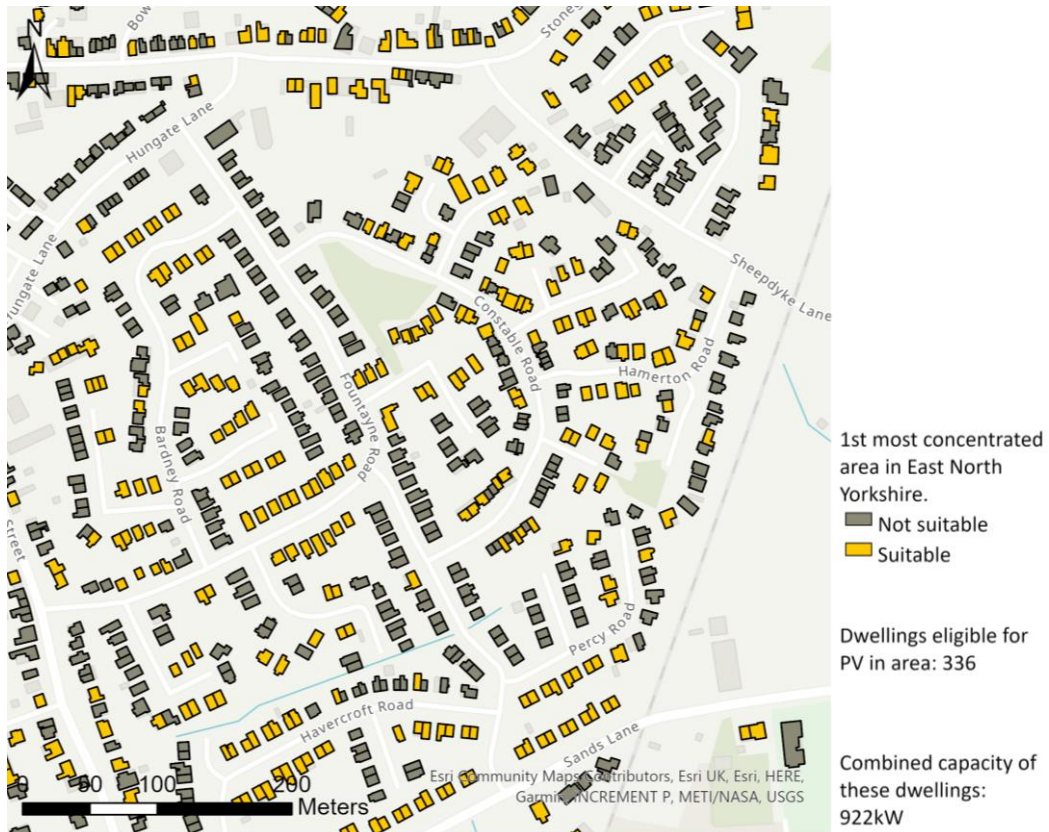 Bow
Stoneg
N
Hungate Lane
Hungate Lane
Sheepdyke Lane
Constable Road
Hamerton Road
Fountayne Road
Bardney Road
Street
Percy Road
Havercroft Road
Sands Lane
0 50 100 200
Meters
Esri Community Maps Contributors, Esri UK, Esri, HERE,
Garmin, INCREMENT P, METI/NASA, USGS
1st most concentrated
area in East North
Yorkshire.
Not suitable
Suitable
Dwellings eligible for
PV in area: 336
Combined capacity of
these dwellings:
922kW